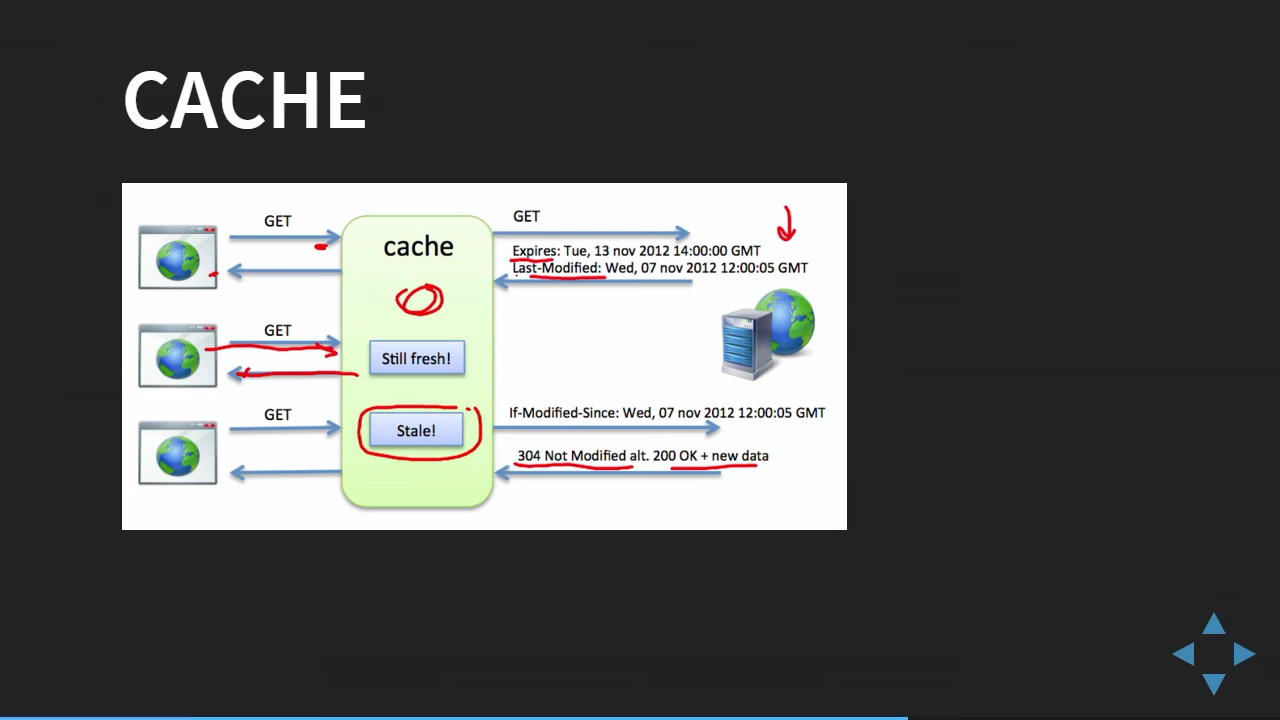 CACHE
GET
GET
cache
Expires: Tue, 13 nov 2012 14:00:00 GMT
Last-Modified: Wed, 07 nov 2012 12:00:05 GMT
GET
Still fresh!
GET
Stale!
If-Modified-Since: Wed, 07 nov 2012 12:00:05 GMT
304 Not Modified alt. 200 OK + new data